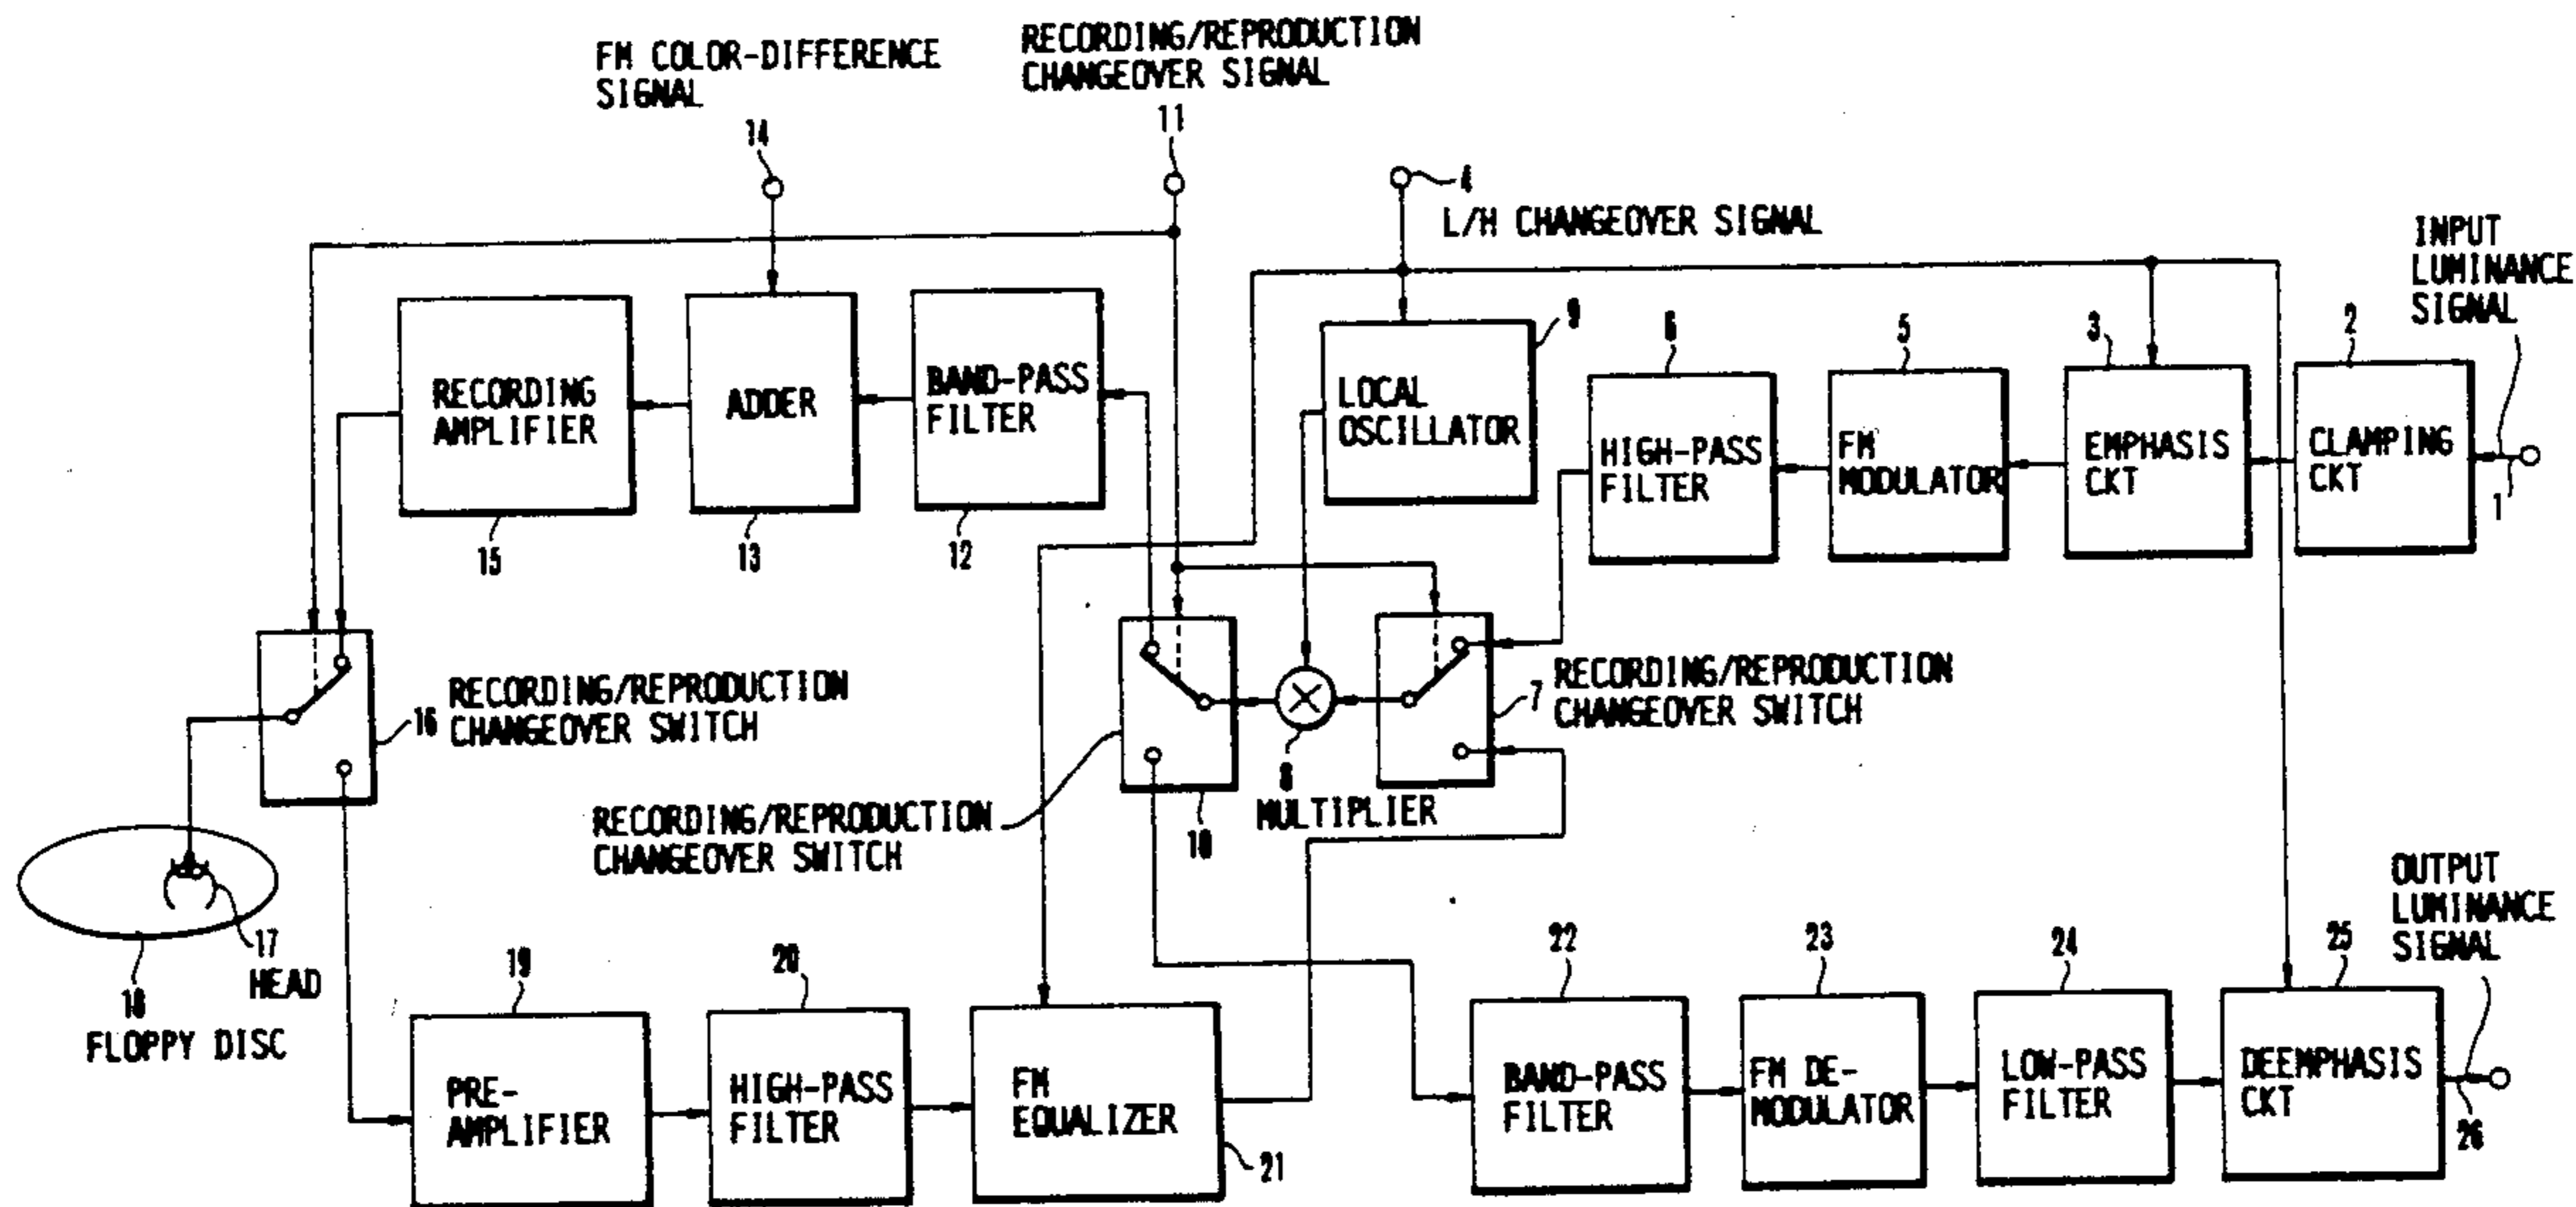 FM COLOR-DIFFERENCE
SIGNAL
14
RECORDING/REPRODUCTION
CHANGEOVER SIGNAL
11
4
L/H CHANGEOVER SIGNAL
INPUT
LUMINANCE
SIGNAL
1
RECORDING
AMPLIFIER
15
ADDER
13
BAND-PASS
FILTER
12
LOCAL
OSCILLATOR
9
6
HIGH-PASS
FILTER
5
FM
MODULATOR
3
EMPHASIS
CKT
2
CLAMPING
CKT
16
RECORDING/REPRODUCTION
CHANGEOVER SWITCH
RECORDING/REPRODUCTION
CHANGEOVER SWITCH
10
8
MULTIPLIER
7
RECORDING/REPRODUCTION
CHANGEOVER SWITCH
17
HEAD
18
FLOPPY DISC
19
PRE-
AMPLIFIER
20
HIGH-PASS
FILTER
FM
EQUALIZER
21
22
BAND-PASS
FILTER
23
FM DE-
MODULATOR
24
LOW-PASS
FILTER
25
DEEMPHASIS
CKT
OUTPUT
LUMINANCE
SIGNAL
26